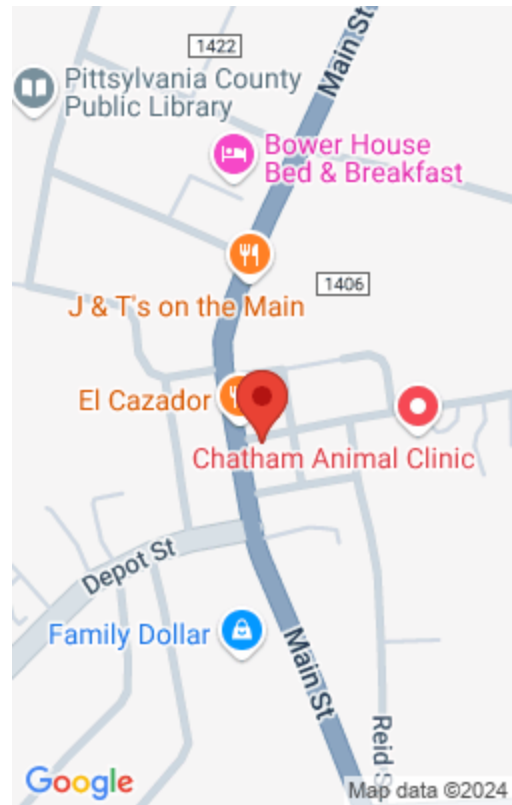 1422
Main St
Pittsylvania County
Public Library
Bower House
Bed & Breakfast
1406
J & T's on the Main
El Cazador
Chatham Animal Clinic
Depot St
Family Dollar
Main St
Reid S
Google
Map data ©2024